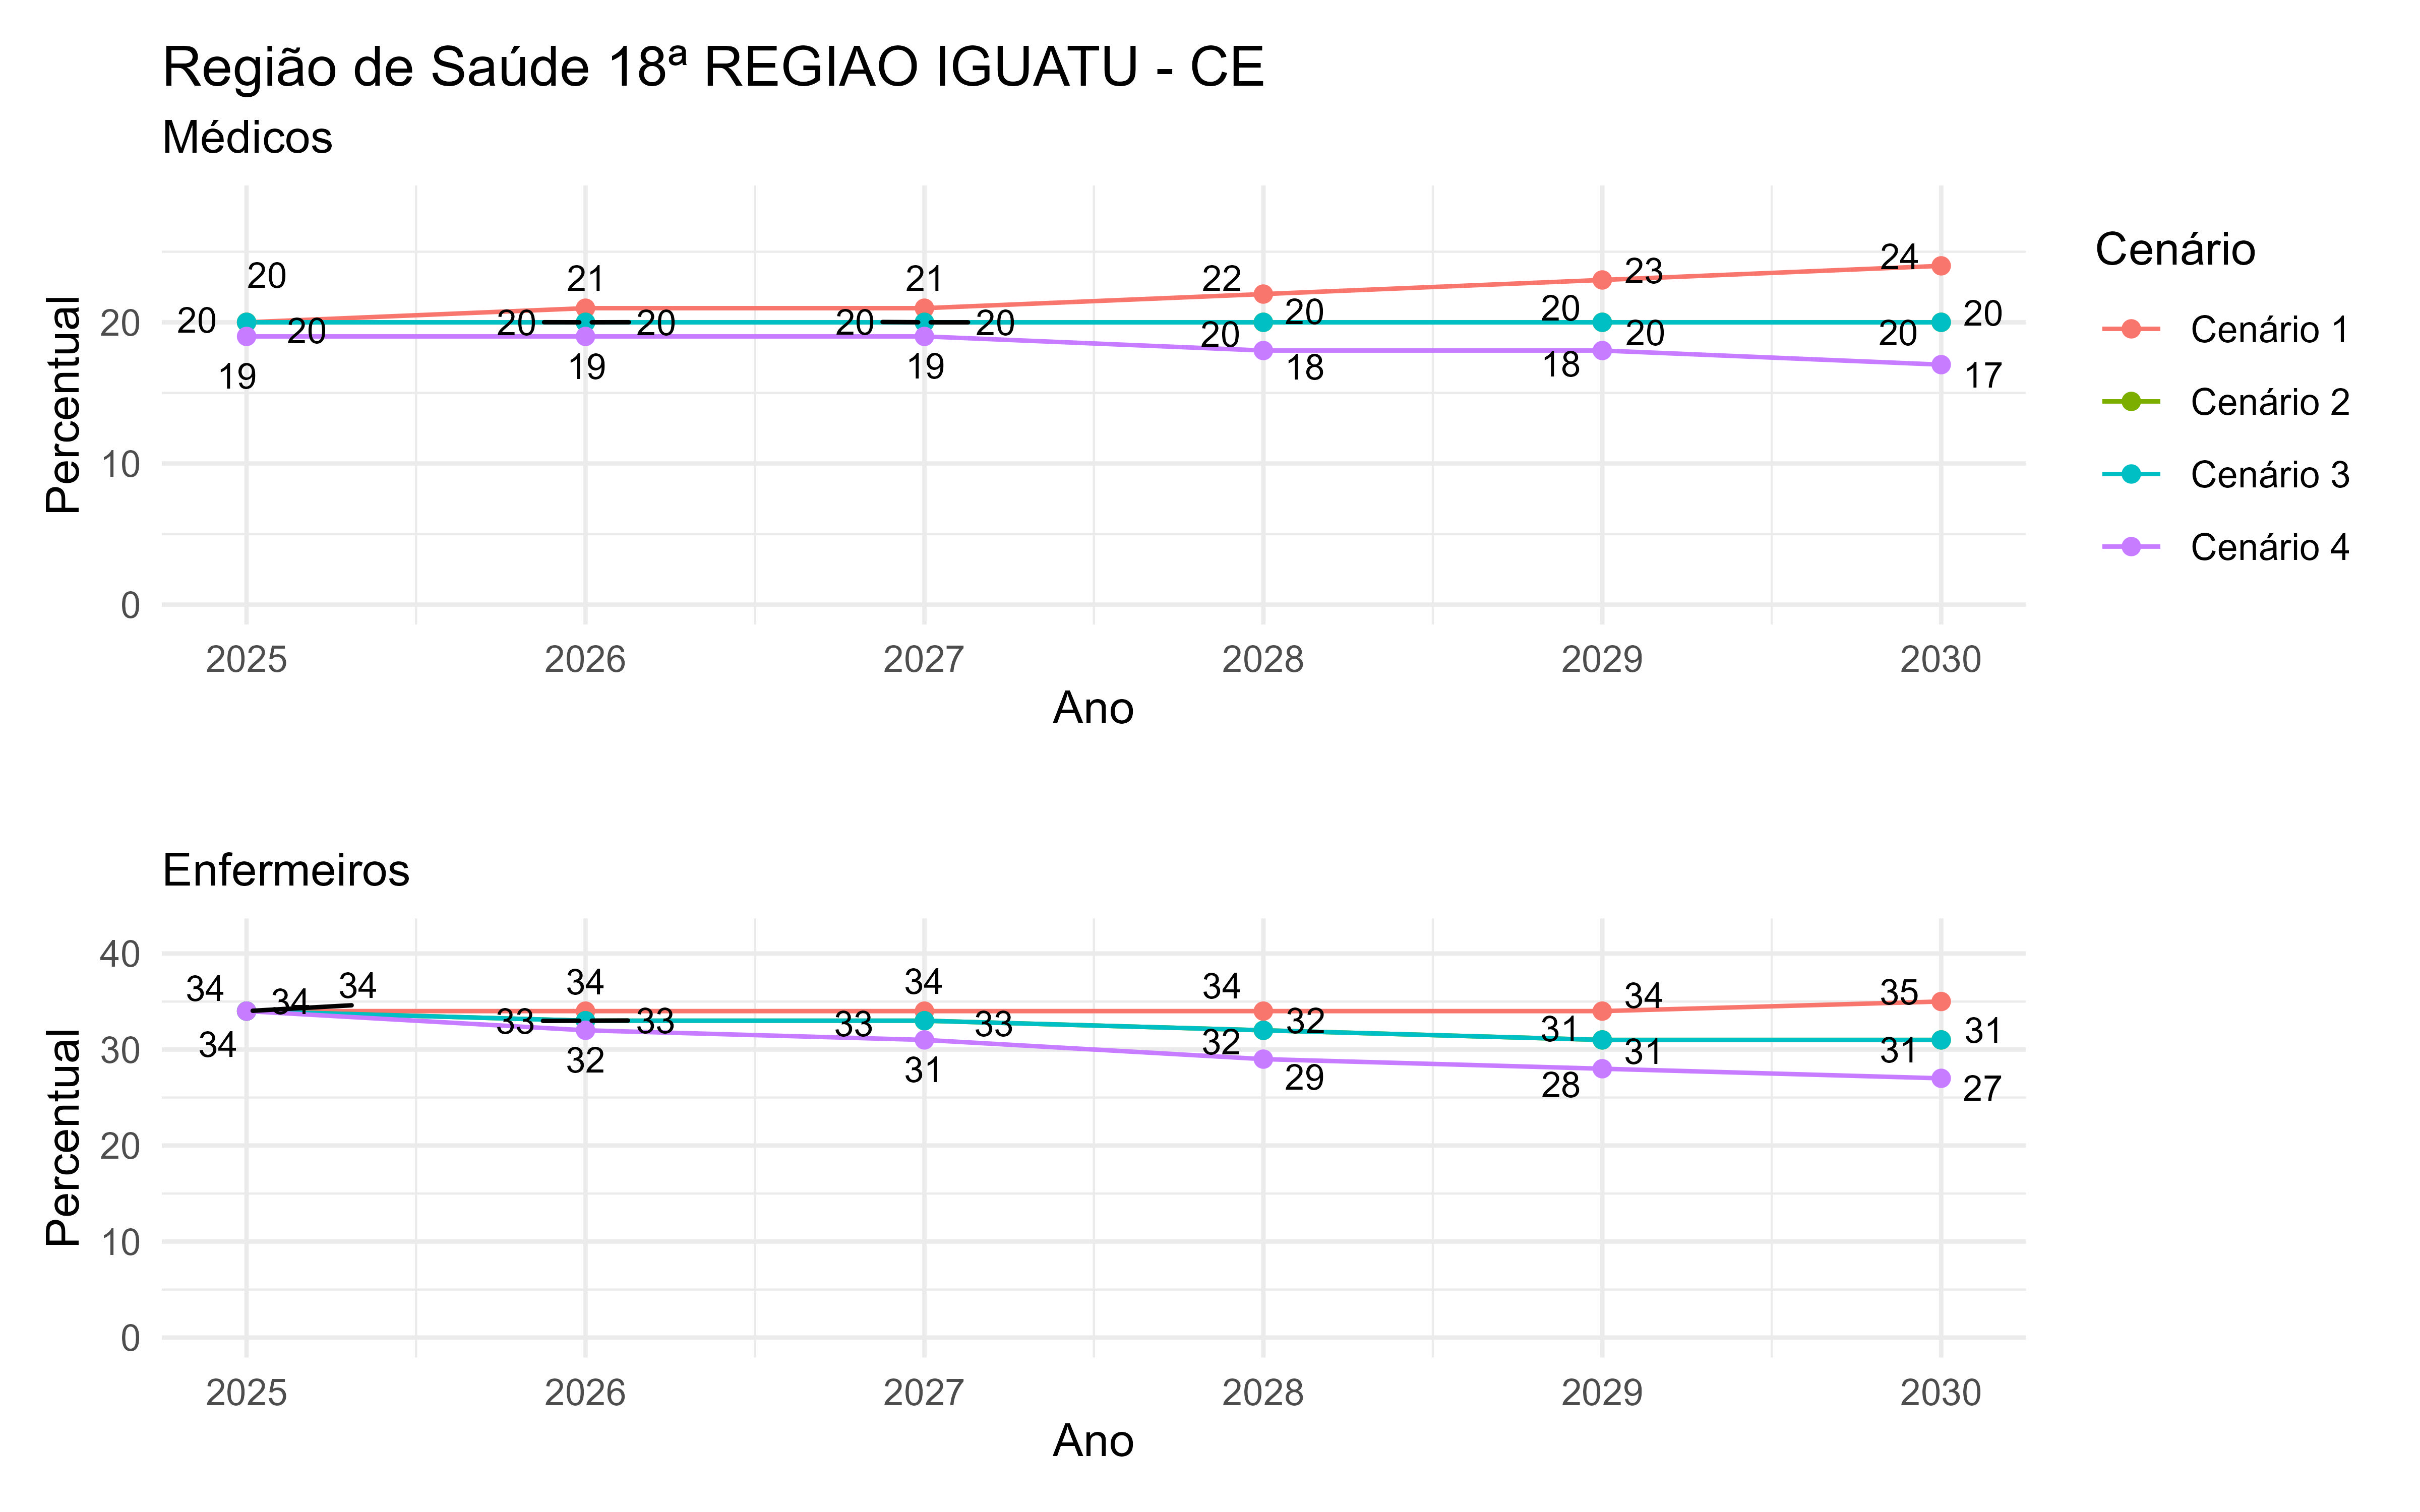 Região de Saúde 18ª REGIAO IGUATU - CE
Médicos
Percentual
20
10
0
20 21 21 22 23 24
20 20 20 20 20 20 20 20 20 20
20 20
19 19 19 18 18 17
2025 2026 2027 2028 2029 2030
Ano
Cenário
Cenário 1
Cenário 2
Cenário 3
Cenário 4
Enfermeiros
Percentual
40
30
20
10
0
34 34 34 34 34 34 34 35
33 33 33 33 32 32 31 31 31 31
34 32 31 29 28 27
2025 2026 2027 2028 2029 2030
Ano